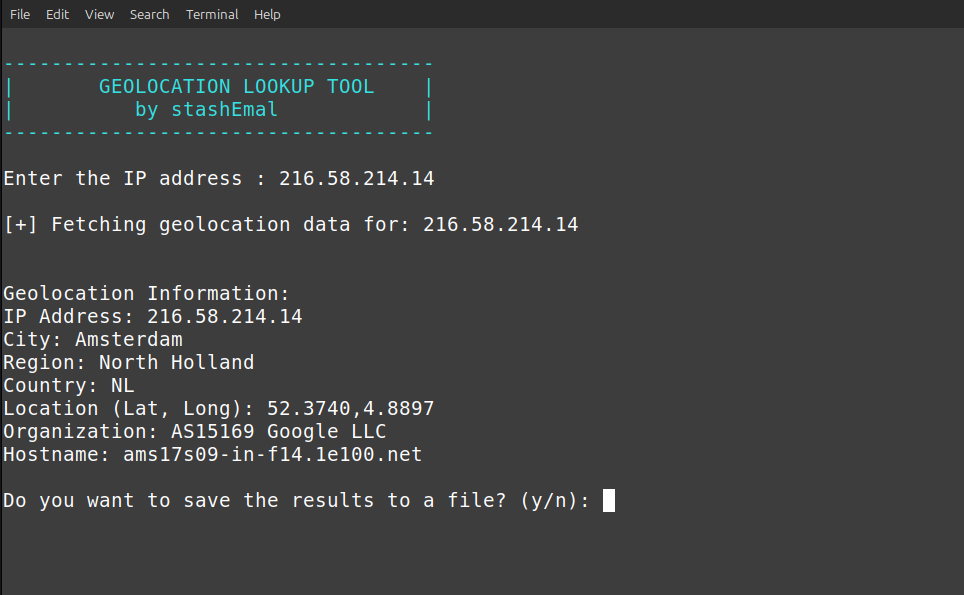 File Edit View Search Terminal Help
------------------------------------
| GEOLOCATION LOOKUP TOOL |
| by stashEmal |
------------------------------------
Enter the IP address : 216.58.214.14
[+] Fetching geolocation data for: 216.58.214.14
Geolocation Information:
IP Address: 216.58.214.14
City: Amsterdam
Region: North Holland
Country: NL
Location (Lat, Long): 52.3740,4.8897
Organization: AS15169 Google LLC
Hostname: ams17s09-in-f14.1e100.net
Do you want to save the results to a file? (y/n):